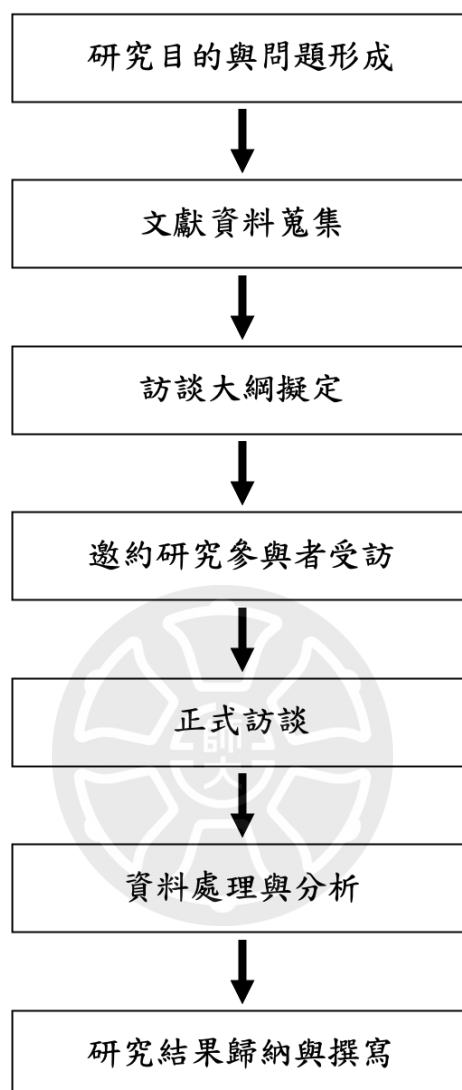 研究目的與問題形成
文獻資料蒐集
訪談大綱擬定
邀約研究參與者受訪
正式訪談
師大
資料處理與分析
研究結果歸納與撰寫